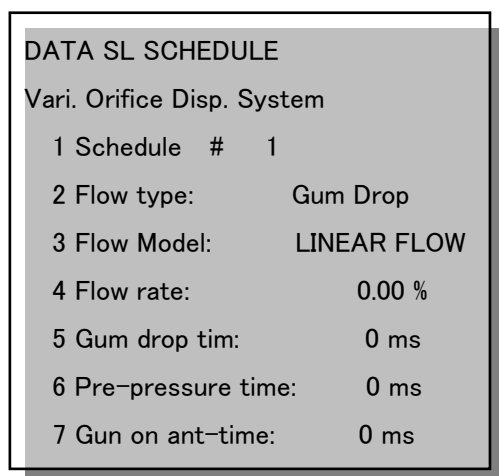 DATA SL SCHEDULE
Vari. Orifice Disp. System
1 Schedule # 1
2 Flow type: Gum Drop
3 Flow Model: LINEAR FLOW
4 Flow rate: 0.00 %
5 Gum drop tim: 0 ms
6 Pre-pressure time: 0 ms
7 Gun on ant-time: 0 ms